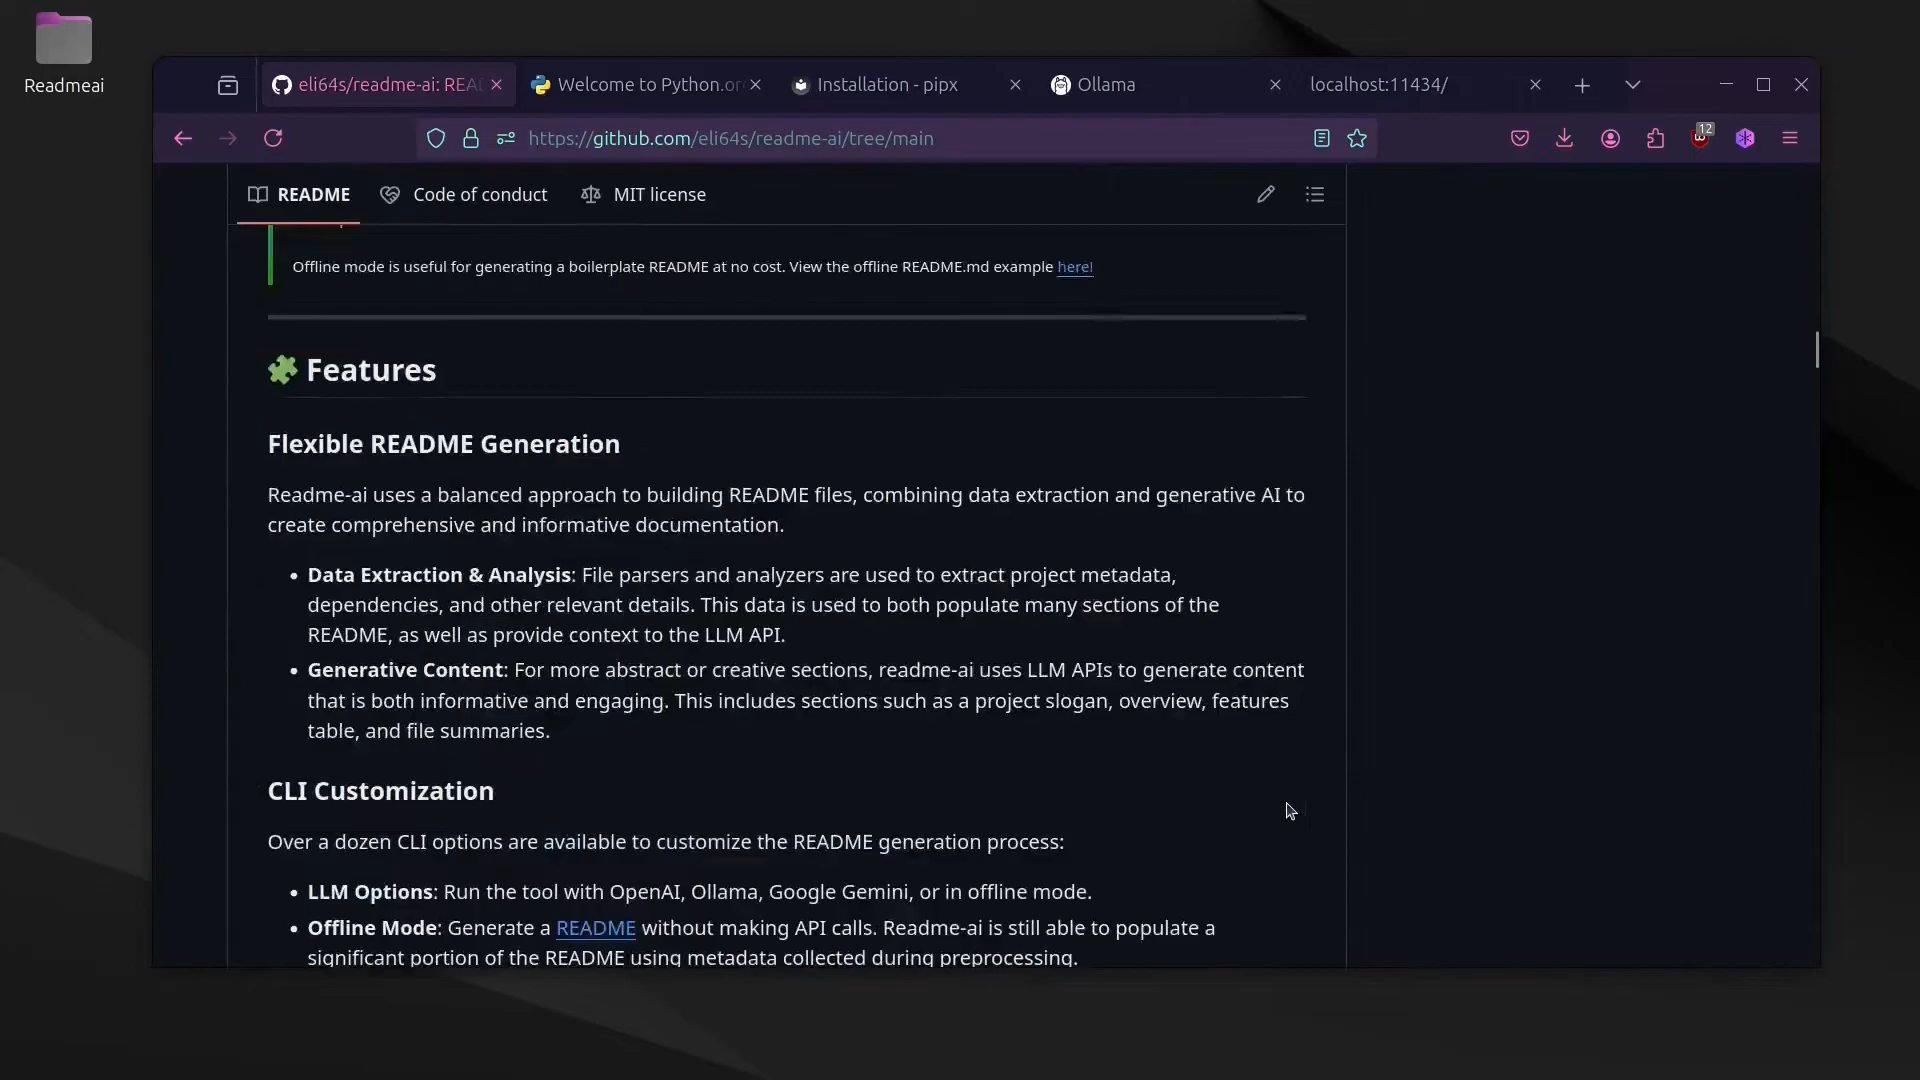 Readmeai
eli64s/readme-ai: REA
Welcome to Python.or
Installation - pipx
Ollama
localhost:11434/
https://github.com/eli64s/readme-ai/tree/main
12
README
Code of conduct
MIT license
Offline mode is useful for generating a boilerplate README at no cost. View the offline README.md example here!
Features
Flexible README Generation
Readme-ai uses a balanced approach to building README files, combining data extraction and generative AI to
create comprehensive and informative documentation.
• Data Extraction & Analysis: File parsers and analyzers are used to extract project metadata,
dependencies, and other relevant details. This data is used to both populate many sections of the
README, as well as provide context to the LLM API.
• Generative Content: For more abstract or creative sections, readme-ai uses LLM APIs to generate content
that is both informative and engaging. This includes sections such as a project slogan, overview, features
table, and file summaries.
CLI Customization
Over a dozen CLI options are available to customize the README generation process:
• LLM Options: Run the tool with OpenAI, Ollama, Google Gemini, or in offline mode.
• Offline Mode: Generate a README without making API calls. Readme-ai is still able to populate a
significant portion of the README using metadata collected during preprocessing.